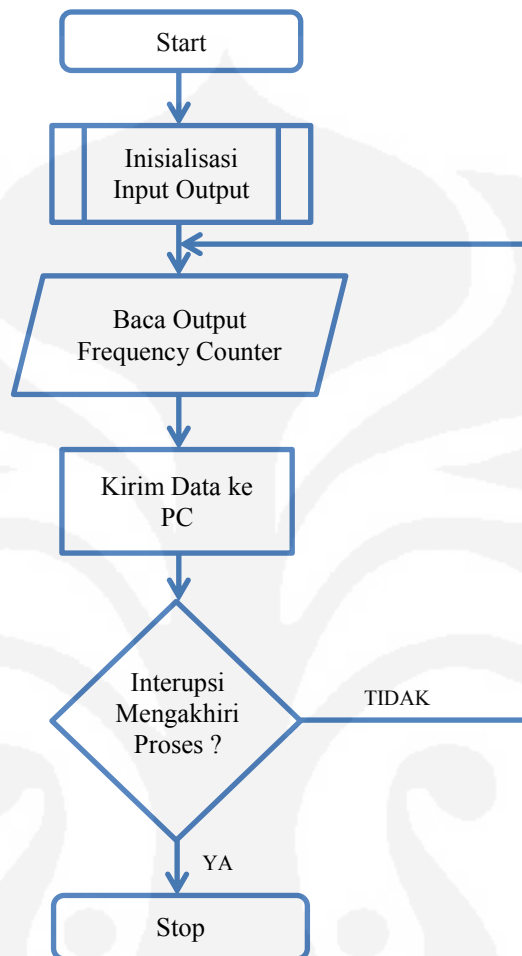 Start
Inisialisasi
Input Output
Baca Output
Frequency Counter
Kirim Data ke
PC
Interupsi
Mengakhiri
Proses ?
TIDAK
YA
Stop